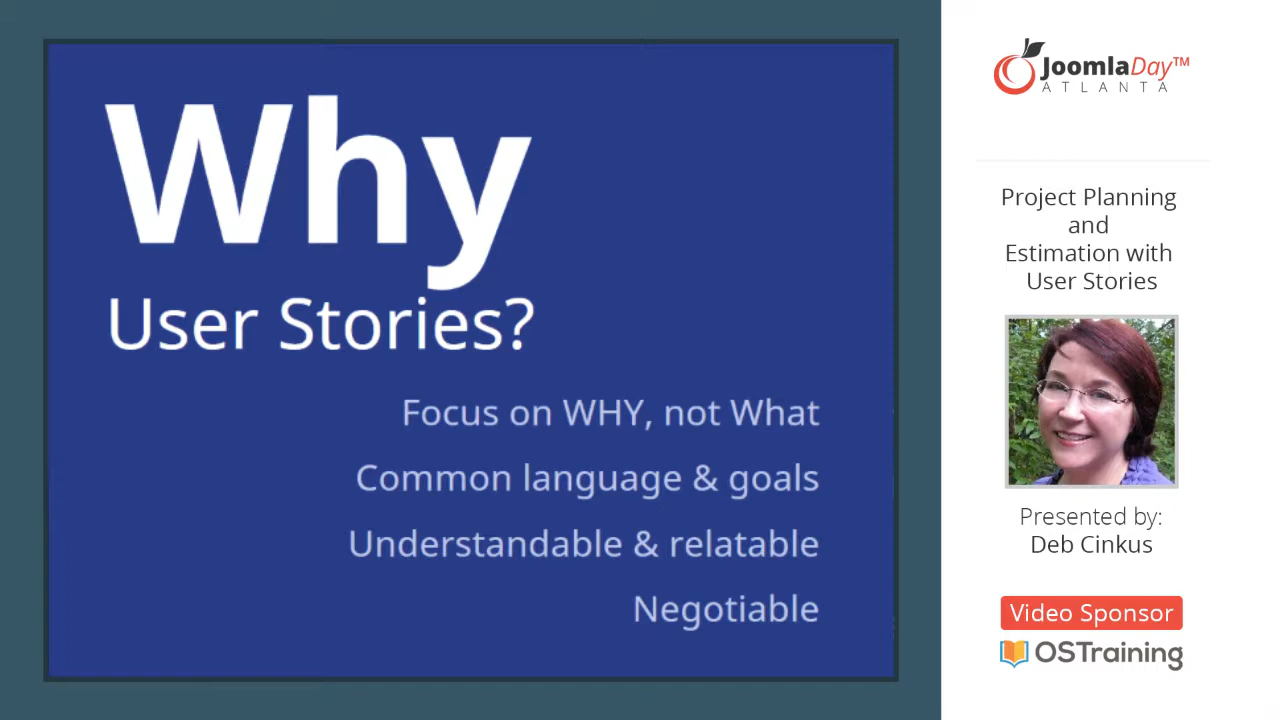 Why
User Stories?
Focus on WHY, not What
Common language & goals
Understandable & relatable
Negotiable
JoomlaDay™
ATLANTA
Project Planning
and
Estimation with
User Stories
Presented by:
Deb Cinkus
Video Sponsor
OSTraining